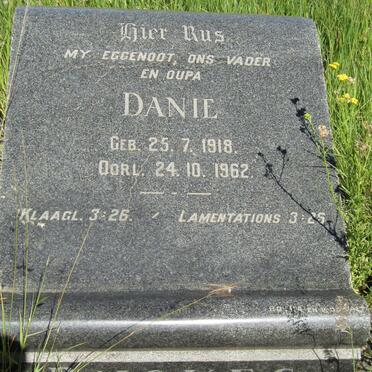 Hier Rus
MY EGGENOOT, ONS VADER
EN OUPA
DANIE
GEB. 25. 7. 1918.
OORL. 24. 10. 1962.
KLAAGL. 3:26. / LAMENTATIONS 3:26